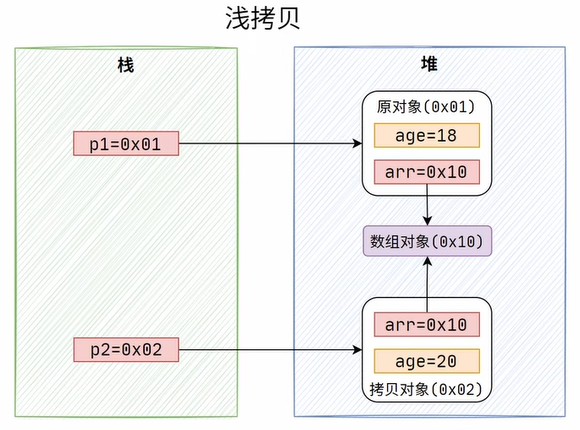 浅拷贝
栈
堆
原对象(0x01)
age=18
p1=0x01
arr=0x10
数组对象(0x10)
arr=0x10
p2=0x02
age=20
拷贝对象(0x02)